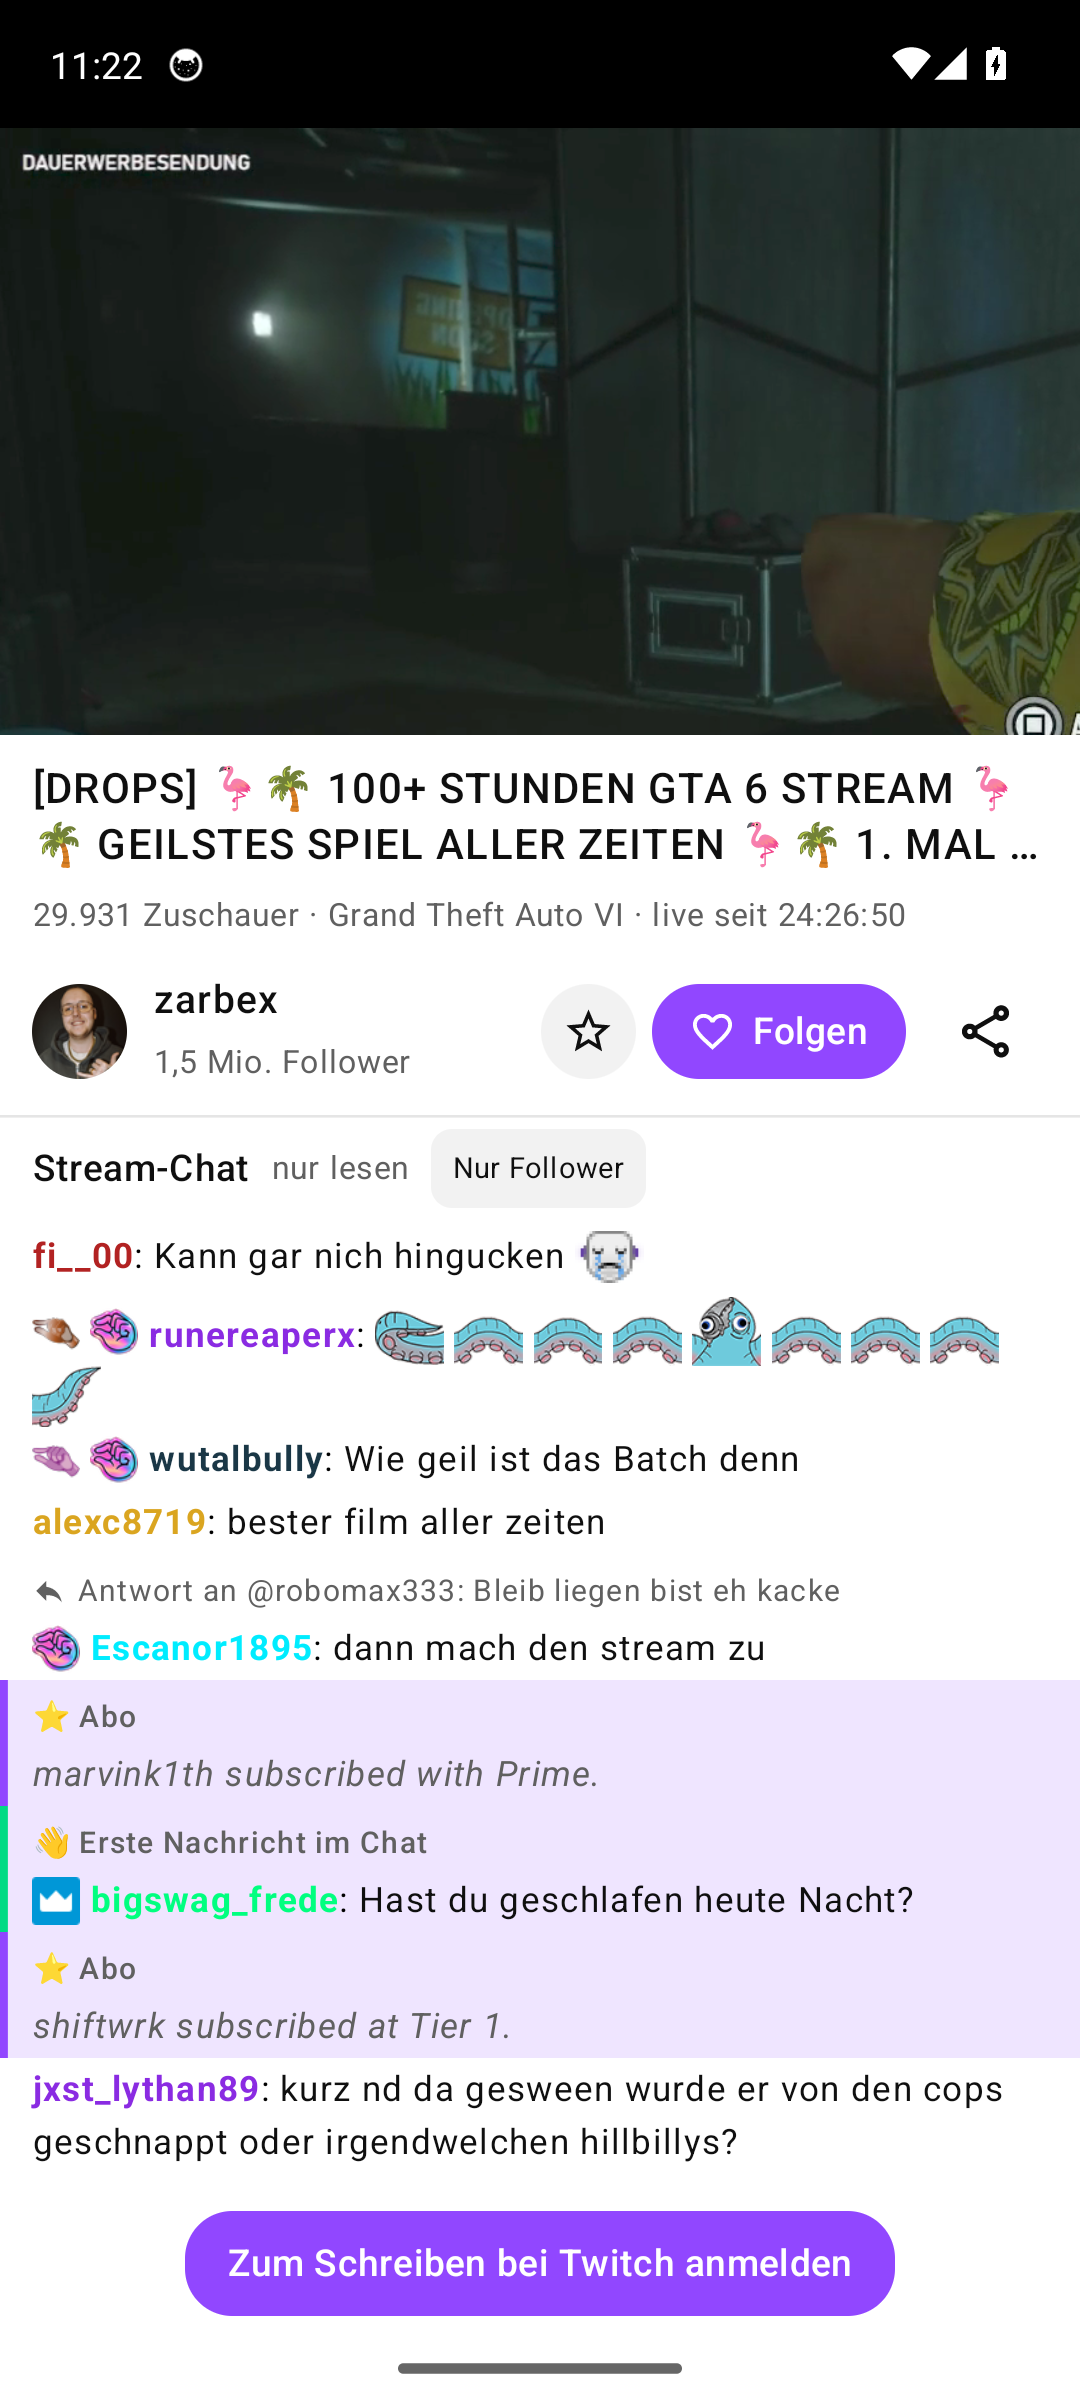 11:22
DAUERWERBESENDUNG
OPENING
SOON
[DROPS] 🦩🌴 100+ STUNDEN GTA 6 STREAM 🦩
🌴 GEILSTES SPIEL ALLER ZEITEN 🦩🌴 1. MAL …
29.931 Zuschauer · Grand Theft Auto VI · live seit 24:26:50
zarbex
1,5 Mio. Follower
Folgen
Stream-Chat nur lesen Nur Follower
fi__00: Kann gar nich hingucken
runereaperx:
wutalbully: Wie geil ist das Batch denn
alexc8719: bester film aller zeiten
Antwort an @robomax333: Bleib liegen bist eh kacke
Escanor1895: dann mach den stream zu
⭐ Abo
marvink1th subscribed with Prime.
👋 Erste Nachricht im Chat
bigswag_frede: Hast du geschlafen heute Nacht?
⭐ Abo
shiftwrk subscribed at Tier 1.
jxst_lythan89: kurz nd da gesween wurde er von den cops
geschnappt oder irgendwelchen hillbillys?
Zum Schreiben bei Twitch anmelden